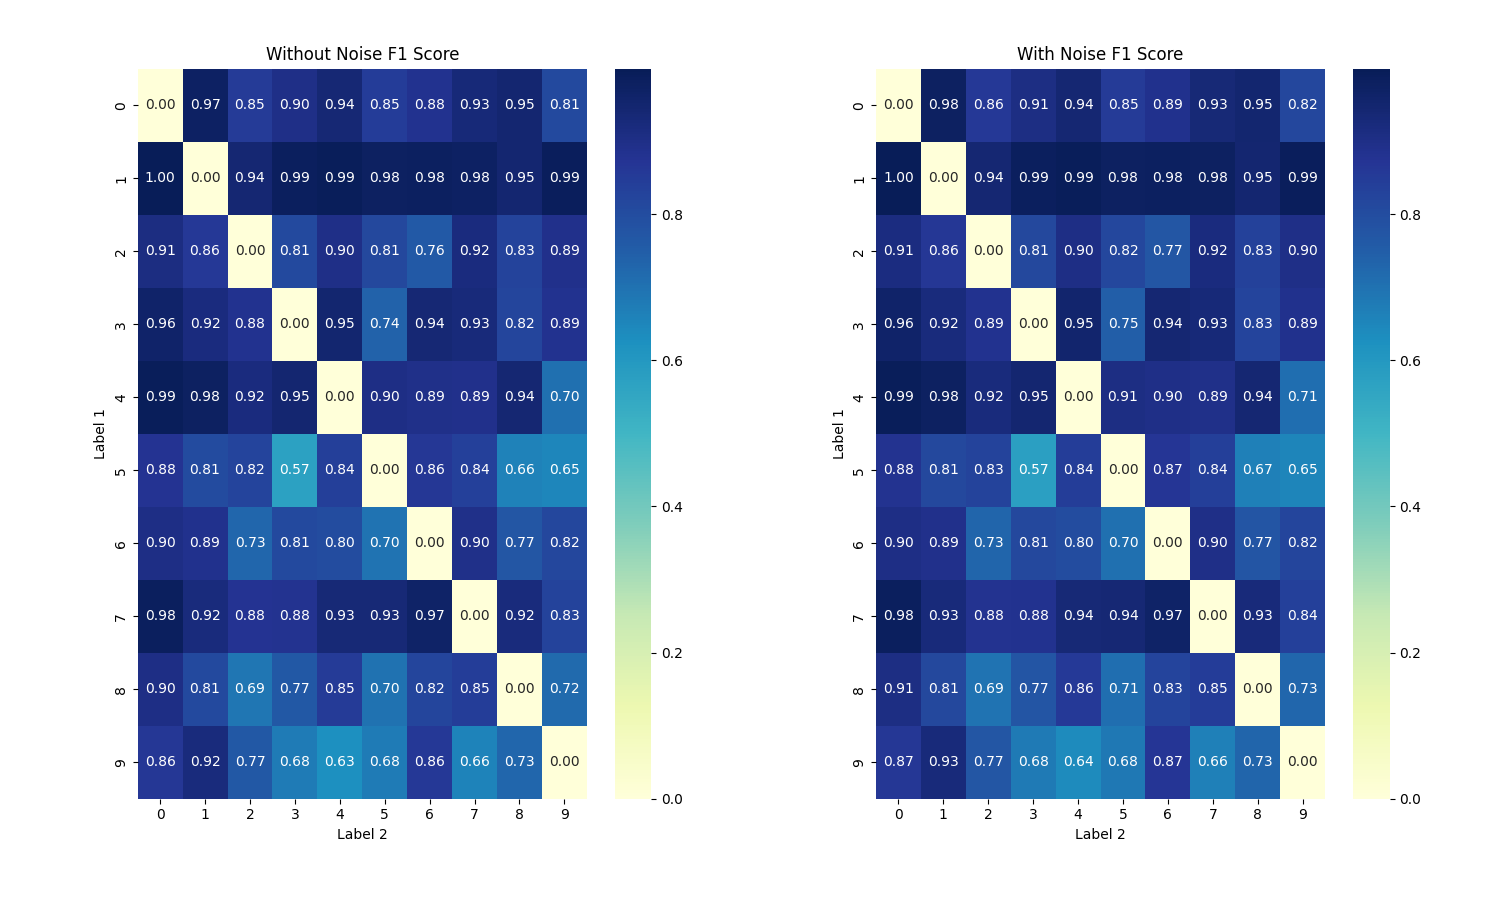 Without Noise F1 Score
0 0.00 0.97 0.85 0.90 0.94 0.85 0.88 0.93 0.95 0.81
1 1.00 0.00 0.94 0.99 0.99 0.98 0.98 0.98 0.95 0.99
2 0.91 0.86 0.00 0.81 0.90 0.81 0.76 0.92 0.83 0.89
3 0.96 0.92 0.88 0.00 0.95 0.74 0.94 0.93 0.82 0.89
4 0.99 0.98 0.92 0.95 0.00 0.90 0.89 0.89 0.94 0.70
5 0.88 0.81 0.82 0.57 0.84 0.00 0.86 0.84 0.66 0.65
6 0.90 0.89 0.73 0.81 0.80 0.70 0.00 0.90 0.77 0.82
7 0.98 0.92 0.88 0.88 0.93 0.93 0.97 0.00 0.92 0.83
8 0.90 0.81 0.69 0.77 0.85 0.70 0.82 0.85 0.00 0.72
9 0.86 0.92 0.77 0.68 0.63 0.68 0.86 0.66 0.73 0.00
0 1 2 3 4 5 6 7 8 9
Label 2
Label 1
0.8
0.6
0.4
0.2
0.0
With Noise F1 Score
0 0.00 0.98 0.86 0.91 0.94 0.85 0.89 0.93 0.95 0.82
1 1.00 0.00 0.94 0.99 0.99 0.98 0.98 0.98 0.95 0.99
2 0.91 0.86 0.00 0.81 0.90 0.82 0.77 0.92 0.83 0.90
3 0.96 0.92 0.89 0.00 0.95 0.75 0.94 0.93 0.83 0.89
4 0.99 0.98 0.92 0.95 0.00 0.91 0.90 0.89 0.94 0.71
5 0.88 0.81 0.83 0.57 0.84 0.00 0.87 0.84 0.67 0.65
6 0.90 0.89 0.73 0.81 0.80 0.70 0.00 0.90 0.77 0.82
7 0.98 0.93 0.88 0.88 0.94 0.94 0.97 0.00 0.93 0.84
8 0.91 0.81 0.69 0.77 0.86 0.71 0.83 0.85 0.00 0.73
9 0.87 0.93 0.77 0.68 0.64 0.68 0.87 0.66 0.73 0.00
0 1 2 3 4 5 6 7 8 9
Label 2
Label 1
0.8
0.6
0.4
0.2
0.0